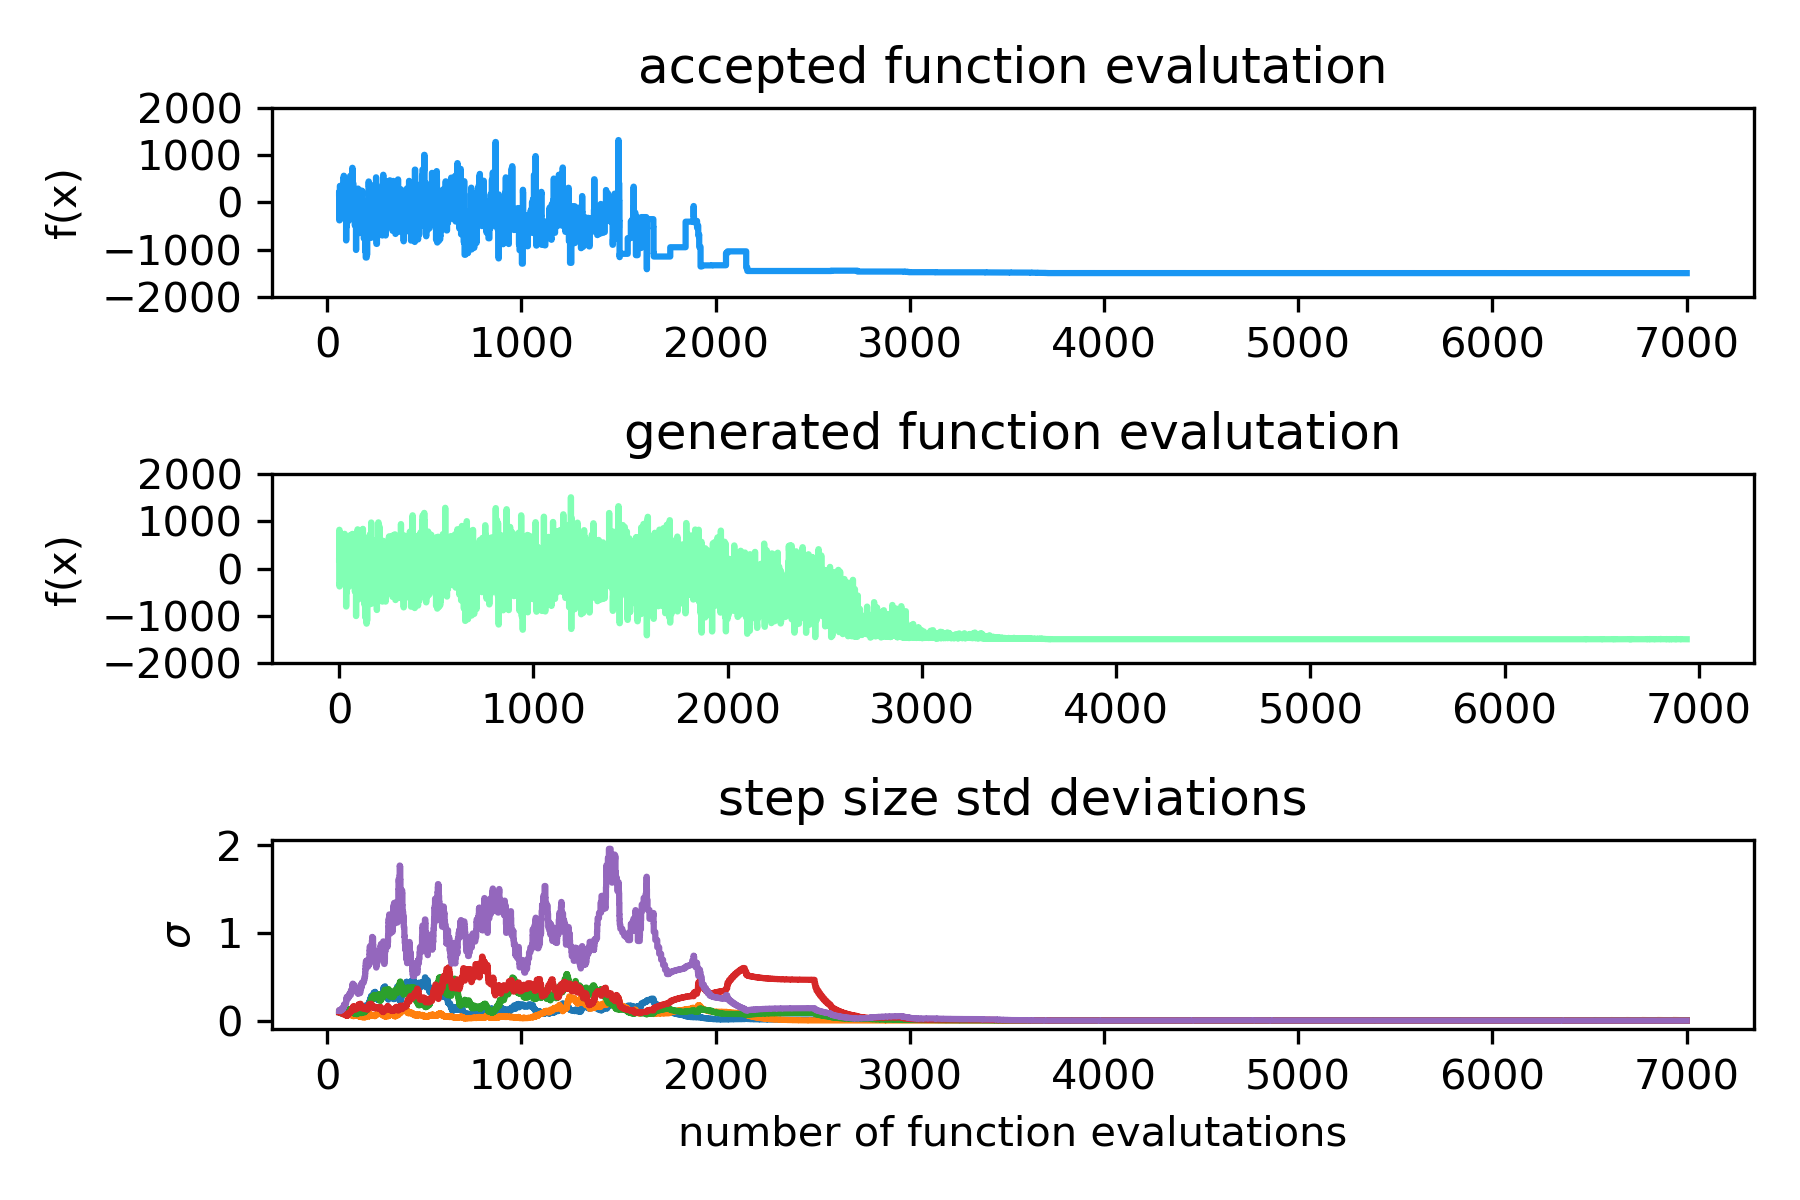 accepted function evalutation
2000
1000
0
−1000
−2000
f(x)
0 1000 2000 3000 4000 5000 6000 7000
generated function evalutation
2000
1000
0
−1000
−2000
f(x)
0 1000 2000 3000 4000 5000 6000 7000
step size std deviations
2
1
0
σ
0 1000 2000 3000 4000 5000 6000 7000
number of function evalutations